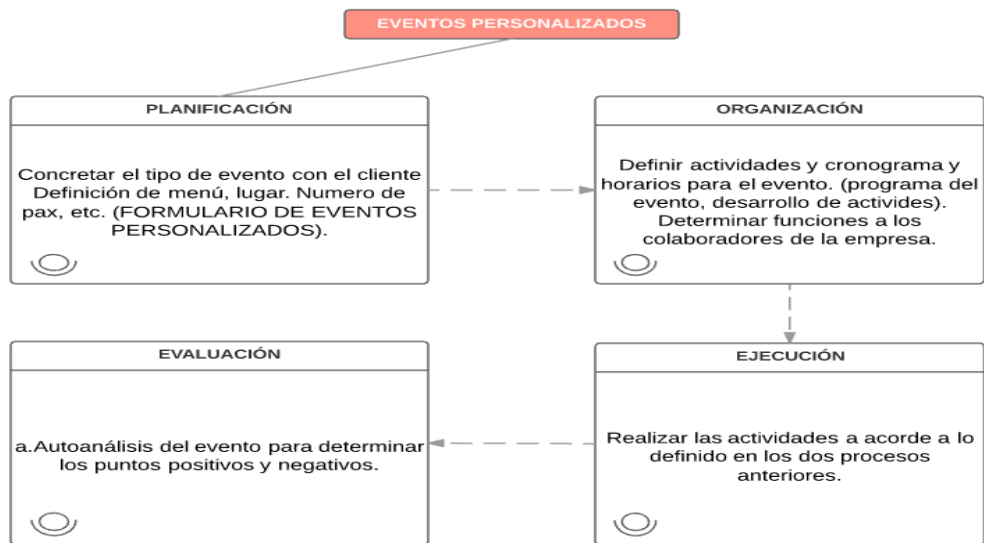 EVENTOS PERSONALIZADOS
PLANIFICACIÓN
Concretar el tipo de evento con el cliente
Definición de menú, lugar. Numero de
pax, etc. (FORMULARIO DE EVENTOS
PERSONALIZADOS).
ORGANIZACIÓN
Definir actividades y cronograma y
horarios para el evento. (programa del
evento, desarrollo de activides).
Determinar funciones a los
colaboradores de la empresa.
EVALUACIÓN
a.Autoanálisis del evento para determinar
los puntos positivos y negativos.
EJECUCIÓN
Realizar las actividades a acorde a lo
definido en los dos procesos
anteriores.